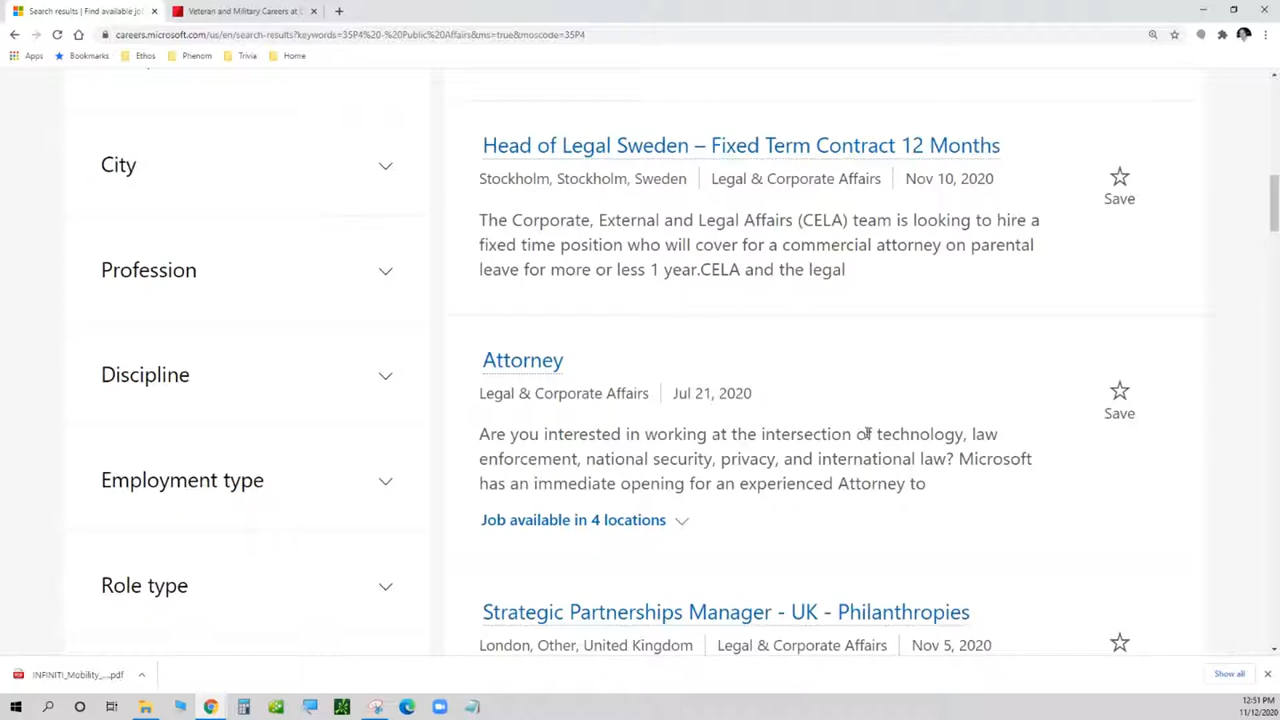 Search results | Find available jo
Veteran and Military Careers at
careers.microsoft.com/us/en/search-results?keywords=35P4%20-%20Public%20Affairs&ms=true&moscode=35P4
Apps
Bookmarks
Ethos
Phenom
Trivia
Home
City
Profession
Discipline
Employment type
Role type
Head of Legal Sweden – Fixed Term Contract 12 Months
Stockholm, Stockholm, Sweden
Legal & Corporate Affairs
Nov 10, 2020
Save
The Corporate, External and Legal Affairs (CELA) team is looking to hire a
fixed time position who will cover for a commercial attorney on parental
leave for more or less 1 year.CELA and the legal
Attorney
Legal & Corporate Affairs
Jul 21, 2020
Save
Are you interested in working at the intersection of technology, law
enforcement, national security, privacy, and international law? Microsoft
has an immediate opening for an experienced Attorney to
Job available in 4 locations
Strategic Partnerships Manager - UK - Philanthropies
London, Other, United Kingdom
Legal & Corporate Affairs
Nov 5, 2020
INFINITI_Mobility_....pdf
Show all
12:51 PM
11/12/2020